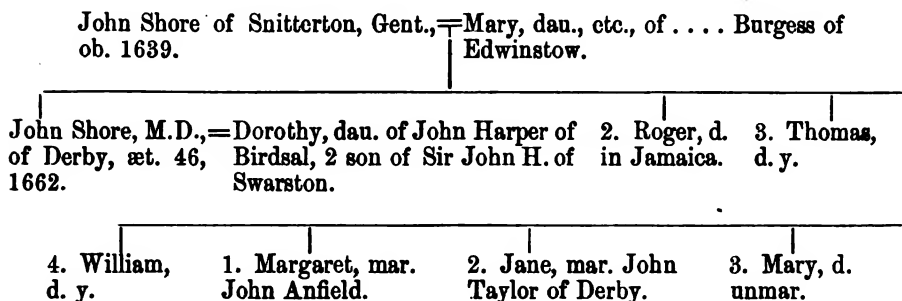 John Shore of Snitterton, Gent.,=Mary, dau., etc., of .... Burgess of
ob. 1639. Edwinstow.
John Shore, M.D.,=Dorothy, dau. of John Harper of 2. Roger, d. 3. Thomas,
of Derby, æt. 46, Birdsal, 2 son of Sir John H. of in Jamaica. d. y.
1662. Swarston.
4. William, 1. Margaret, mar. 2. Jane, mar. John 3. Mary, d.
d. y. John Anfield. Taylor of Derby. unmar.